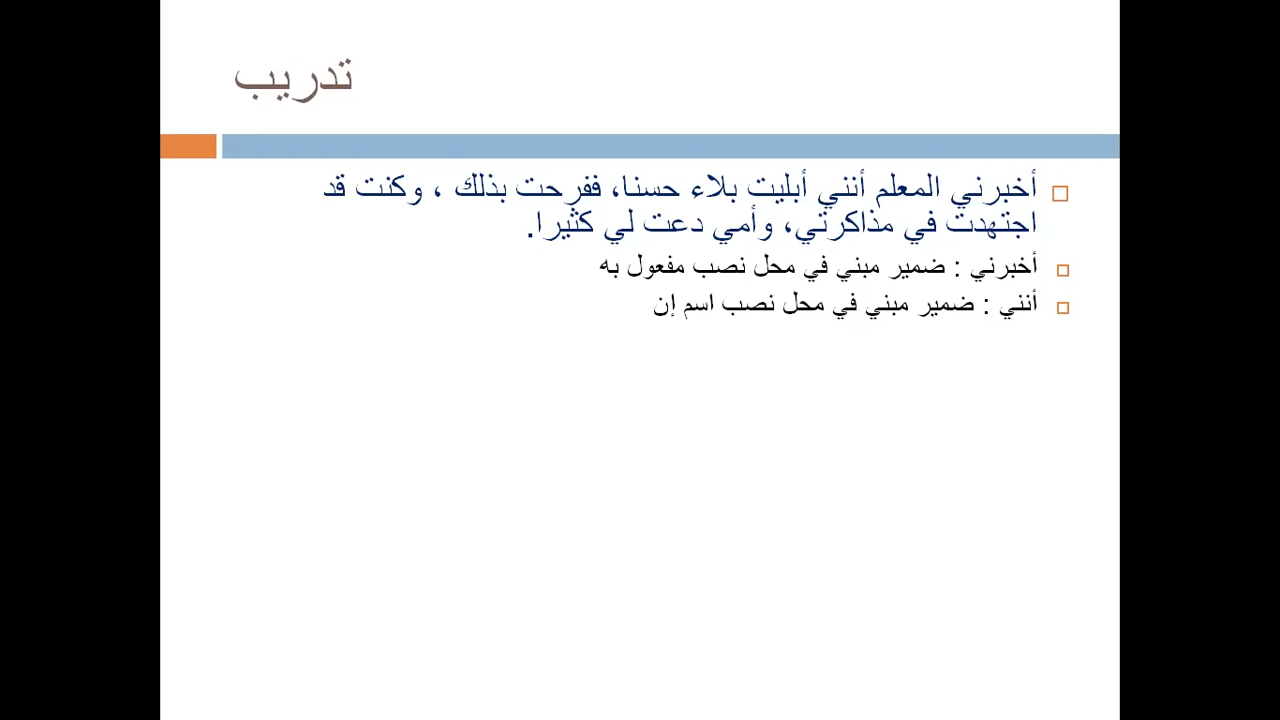 تدريب
أخبرني المعلم أنني أبليت بلاء حسنا، ففرحت بذلك ، وكنت قد
اجتهدت في مذاكرتي، وأمي دعت لي كثيرا.
أخبرني : ضمير مبني في محل نصب مفعول به
أنني : ضمير مبني في محل نصب اسم إن